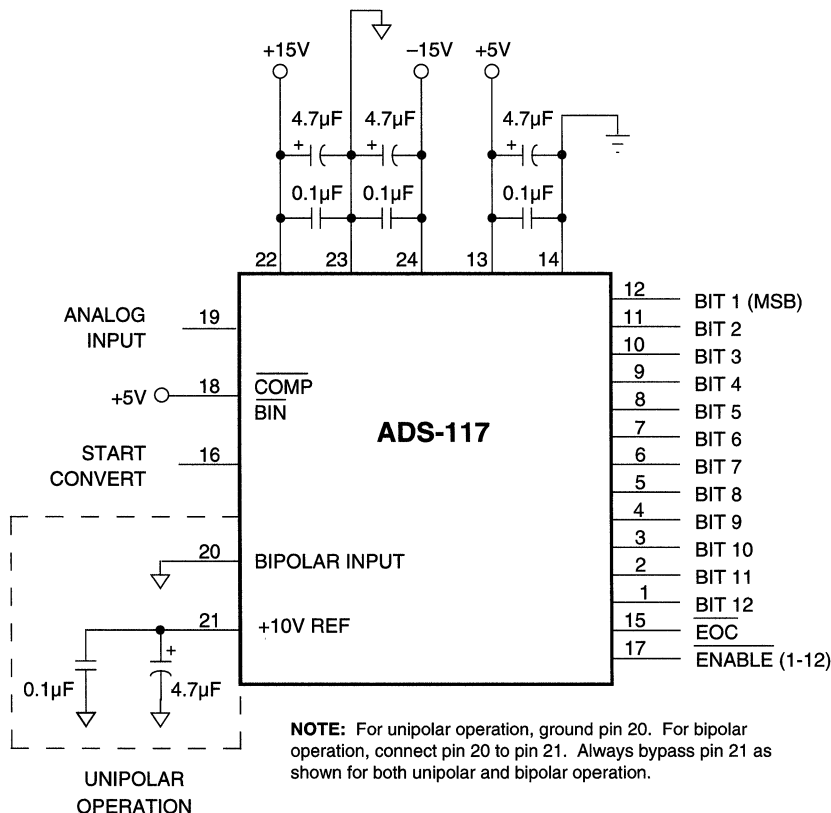 +15V
–15V
+5V
4.7µF
4.7µF
4.7µF
+
+
+
0.1µF
0.1µF
0.1µF
22
23
24
13
14
ANALOG
INPUT
19
+5V
18
COMP
BIN
START
CONVERT
16
ADS-117
20
BIPOLAR INPUT
21
+10V REF
+
0.1µF
4.7µF
UNIPOLAR
OPERATION
12 BIT 1 (MSB)
11 BIT 2
10 BIT 3
9 BIT 4
8 BIT 5
7 BIT 6
6 BIT 7
5 BIT 8
4 BIT 9
3 BIT 10
2 BIT 11
1 BIT 12
15 EOC
17 ENABLE (1-12)
NOTE: For unipolar operation, ground pin 20. For bipolar
operation, connect pin 20 to pin 21. Always bypass pin 21 as
shown for both unipolar and bipolar operation.